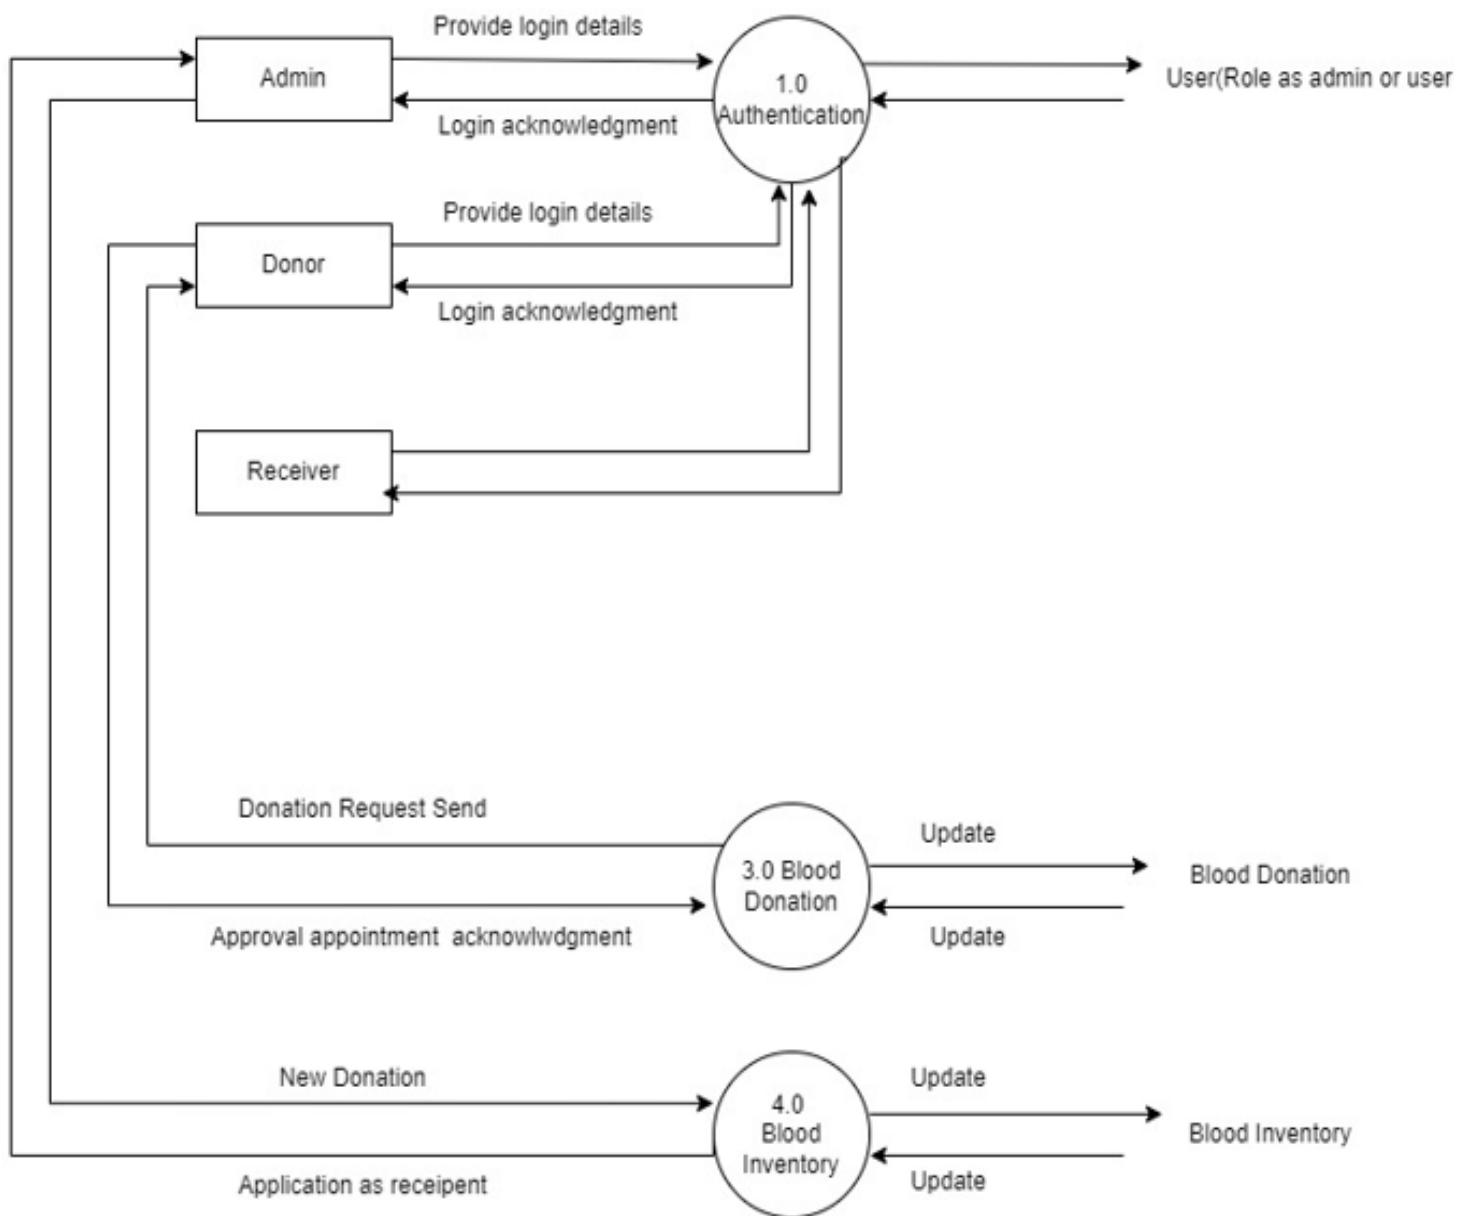 Provide login details
Admin
1.0
Authentication
User(Role as admin or user
Login acknowledgment
Provide login details
Donor
Login acknowledgment
Receiver
Donation Request Send
Update
3.0 Blood
Donation
Blood Donation
Approval appointment acknowlwdgment
Update
New Donation
Update
4.0
Blood
Inventory
Blood Inventory
Application as receipent
Update